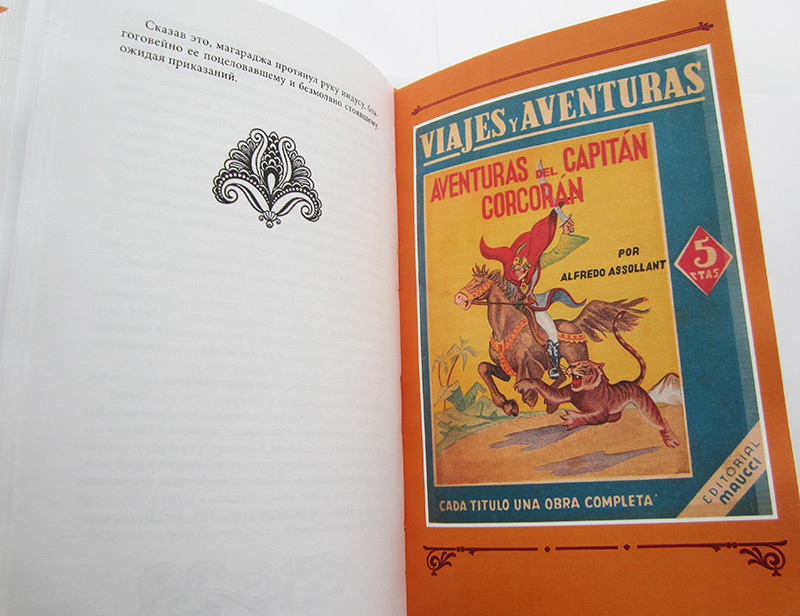 Сказав это, магараджа протянул руку индусу, бла-
гоговейно ее поцеловавшему и безмолвно стоявшему,
ожидая приказаний.
VIAJES Y AVENTURAS
AVENTURAS DEL CAPITÁN
CORCORÁN
POR
ALFREDO ASSOLLANT
5
PTAS
EDITORIAL
MAUCCI
CADA TITULO UNA OBRA COMPLETA